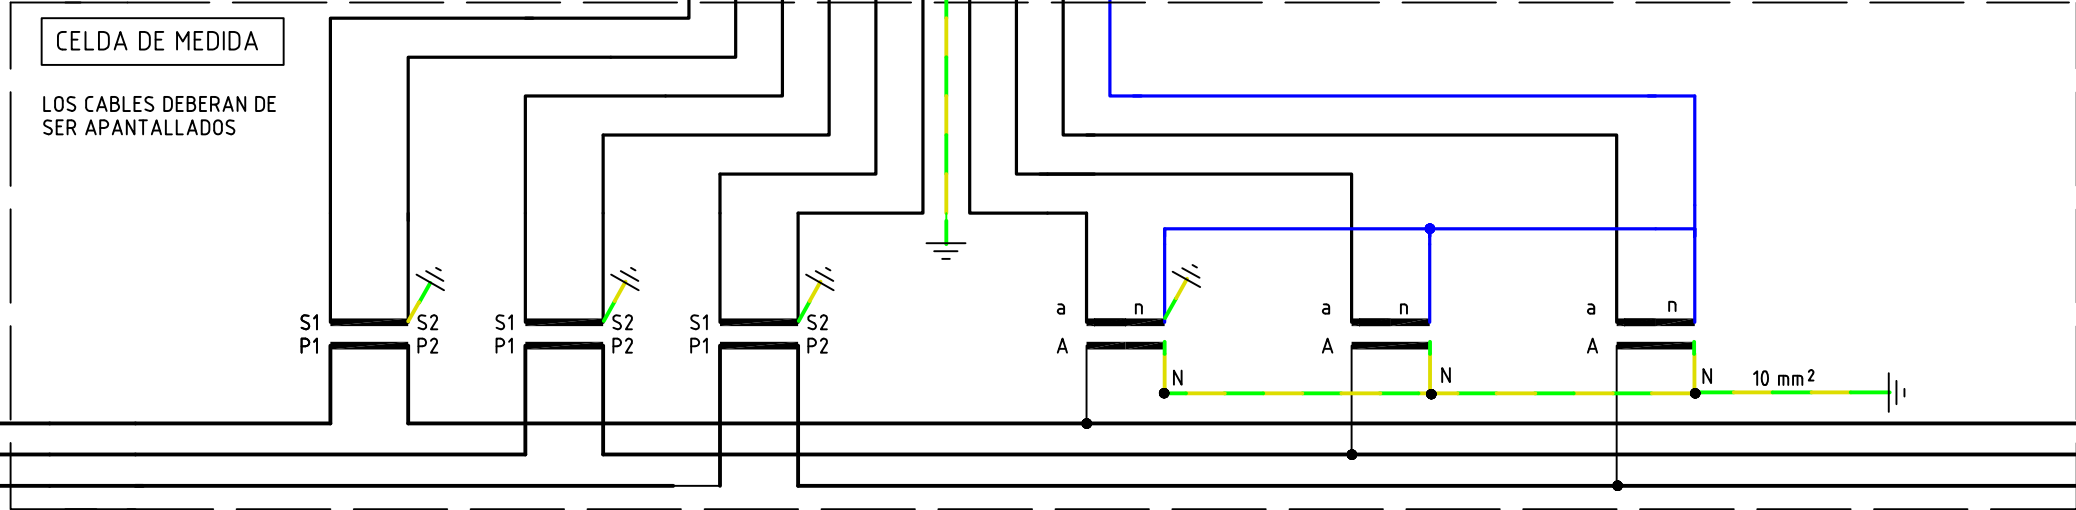 CELDA DE MEDIDA
LOS CABLES DEBERAN DE
SER APANTALLADOS
S1 S2 S1 S2 S1 S2 a n a n a n
P1 P2 P1 P2 P1 P2 A A A
N N N 10 mm²